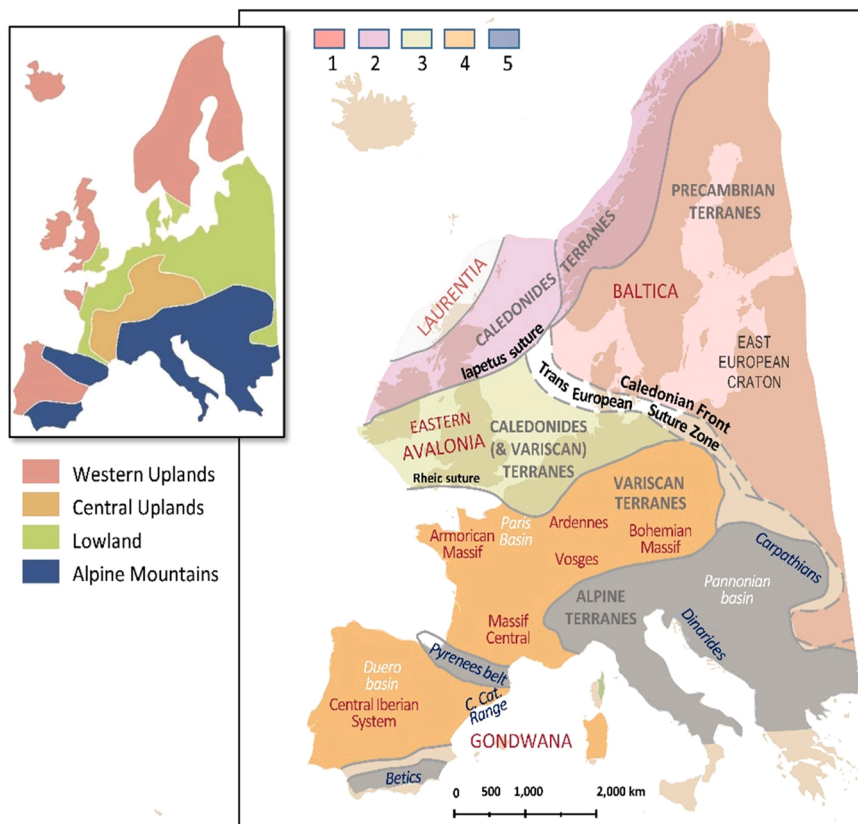 1 2 3 4 5
LAURENTIA
CALEDONIDES
TERRANES
Iapetus suture
PRECAMBRIAN
TERRANES
BALTICA
EAST
EUROPEAN
CRATON
Trans European
Suture Zone
Caledonian Front
EASTERN
AVALONIA
CALEDONIDES
(& VARISCAN)
TERRANES
Rheic suture
VARISCAN
TERRANES
Paris
Basin
Ardennes
Armorican
Massif
Bohemian
Massif
Vosges
Carpathians
Pannonian
basin
ALPINE
TERRANES
Dinarides
Massif
Central
Pyrenees belt
Duero
basin
C. Cat.
Range
Central Iberian
System
GONDWANA
Betics
0 500 1,000 2,000 km
Western Uplands
Central Uplands
Lowland
Alpine Mountains